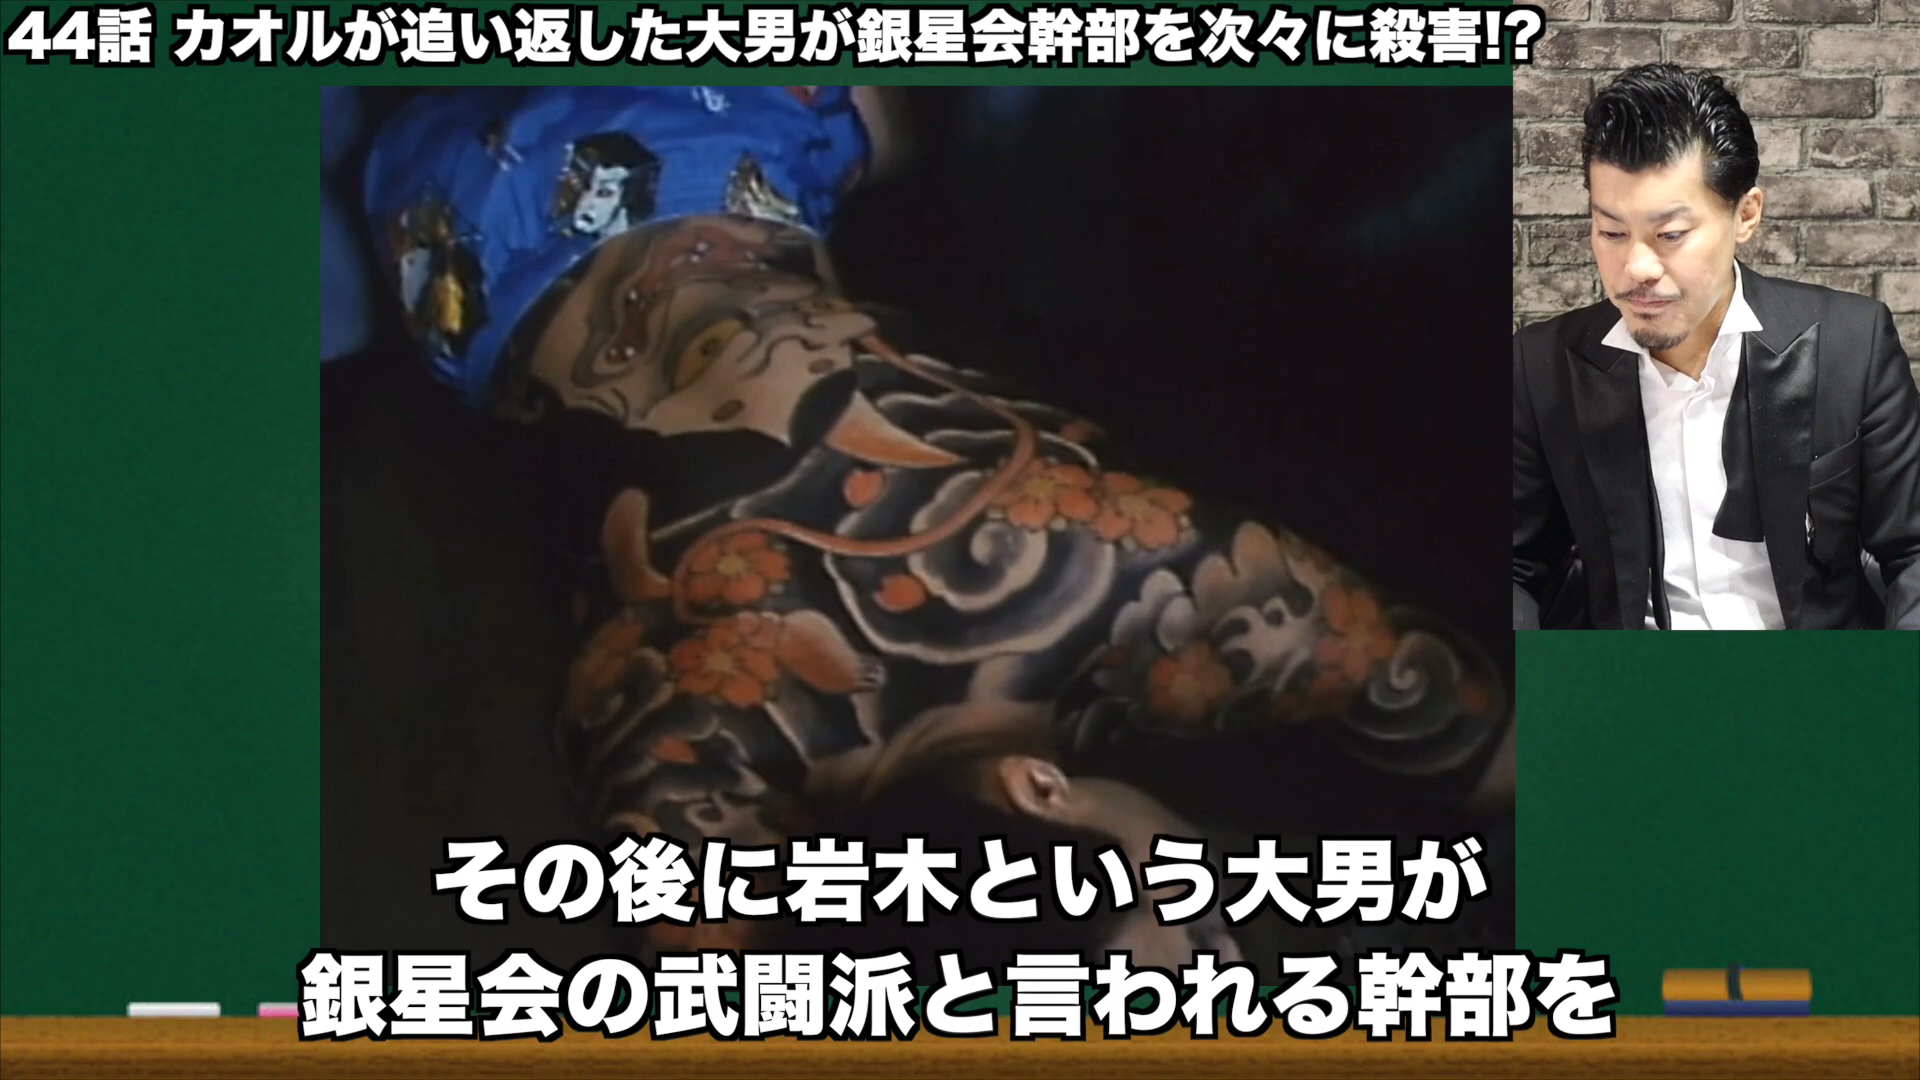 44話 カオルが追い返した大男が銀星会幹部を次々に殺害!?
その後に岩木という大男が
銀星会の武闘派と言われる幹部を